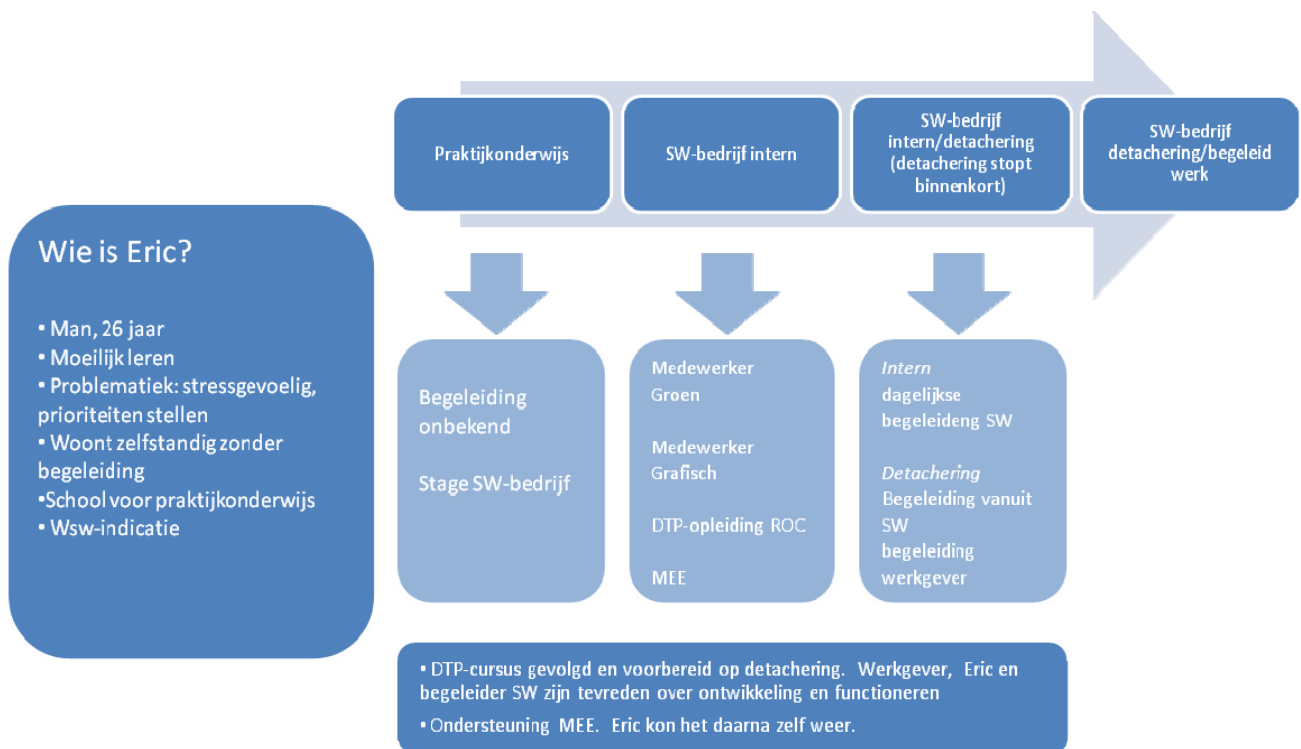 Praktijkonderwijs
SW-bedrijf intern
SW-bedrijf
intern/detachering
(detachering stopt
binnenkort)
SW-bedrijf
detachering/begeleid
werk
Wie is Eric?
• Man, 26 jaar
• Moeilijk leren
• Problematiek: stressgevoelig,
prioriteiten stellen
• Woont zelfstandig zonder
begeleiding
•School voor praktijkonderwijs
• Wsw-indicatie
Begeleiding
onbekend
Stage SW-bedrijf
Medewerker
Groen
Medewerker
Grafisch
DTP-opleiding ROC
MEE
Intern
dagelijkse
begeleideng SW
Detachering
Begeleiding vanuit
SW
begeleiding
werkgever
• DTP-cursus gevolgd en voorbereid op detachering. Werkgever, Eric en
begeleider SW zijn tevreden over ontwikkeling en functioneren
• Ondersteuning MEE. Eric kon het daarna zelf weer.